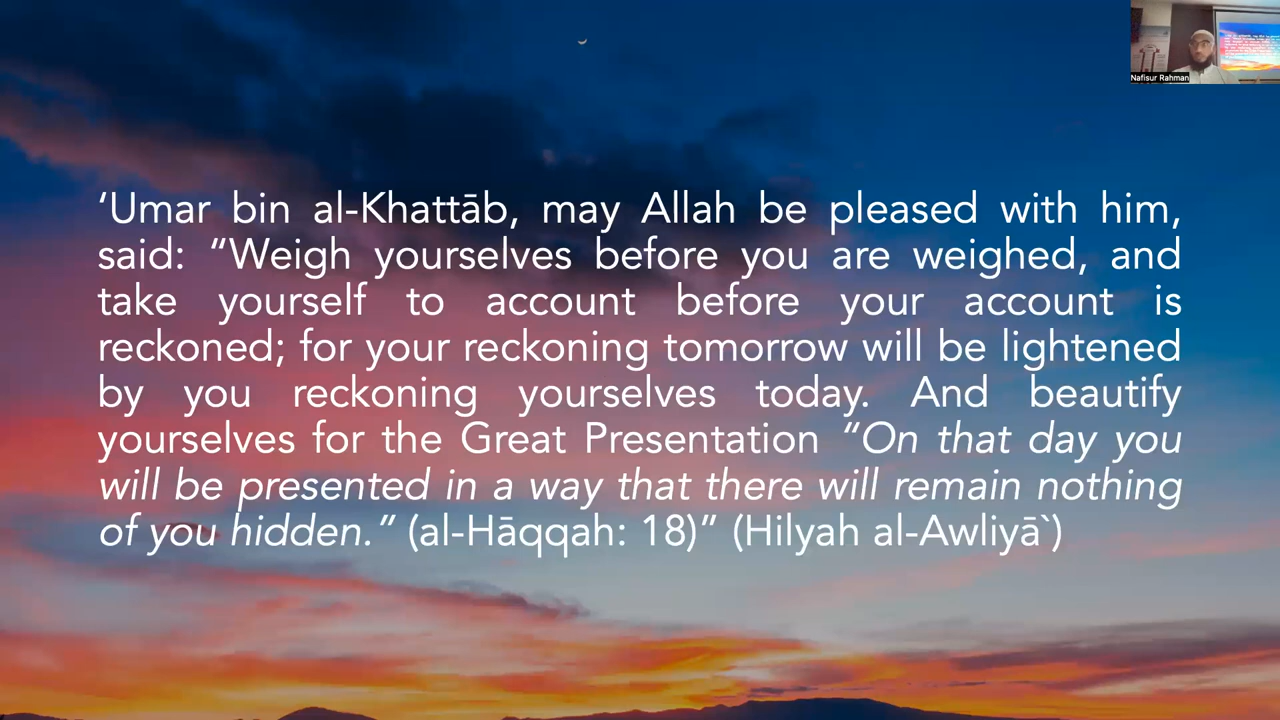 Nafisur Rahman
‘Umar bin al-Khattāb, may Allah be pleased with him,
said: “Weigh yourselves before you are weighed, and
take yourself to account before your account is
reckoned; for your reckoning tomorrow will be lightened
by you reckoning yourselves today. And beautify
yourselves for the Great Presentation “On that day you
will be presented in a way that there will remain nothing
of you hidden.” (al-Hāqqah: 18)” (Hilyah al-Awliyā`)